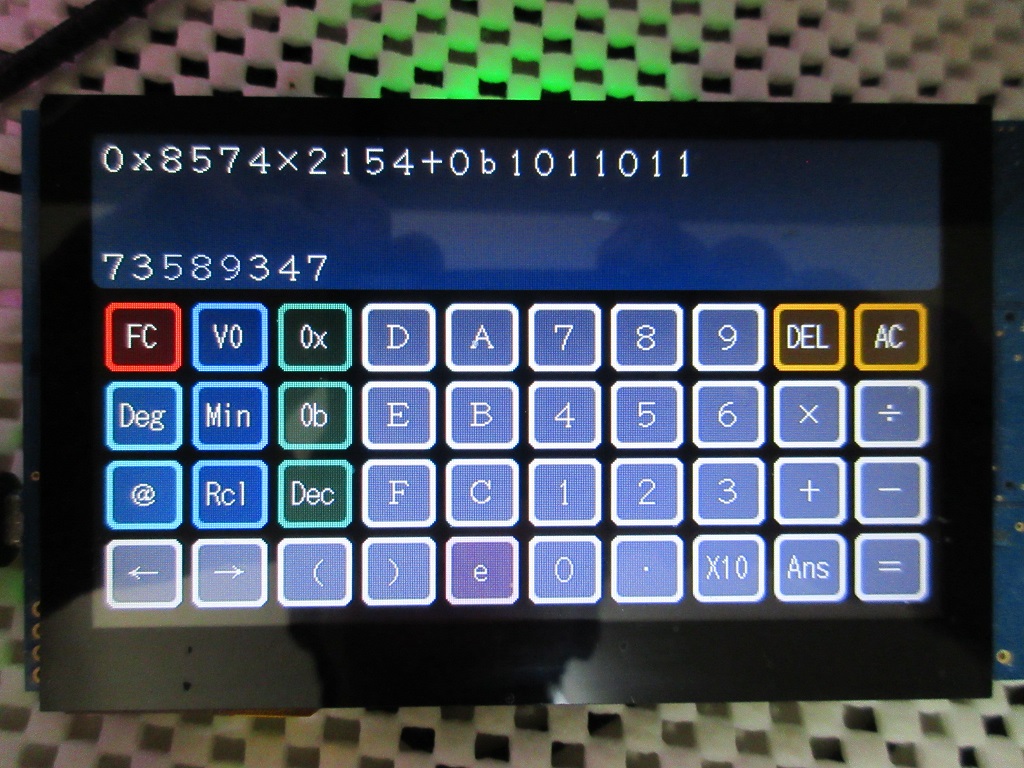 0x8574×2154+0b1011011
73589347
FC V0 0x D A 7 8 9 DEL AC
Deg Min 0b E B 4 5 6 × ÷
@ Rcl Dec F C 1 2 3 + −
← → ( ) e 0 · X10 Ans =